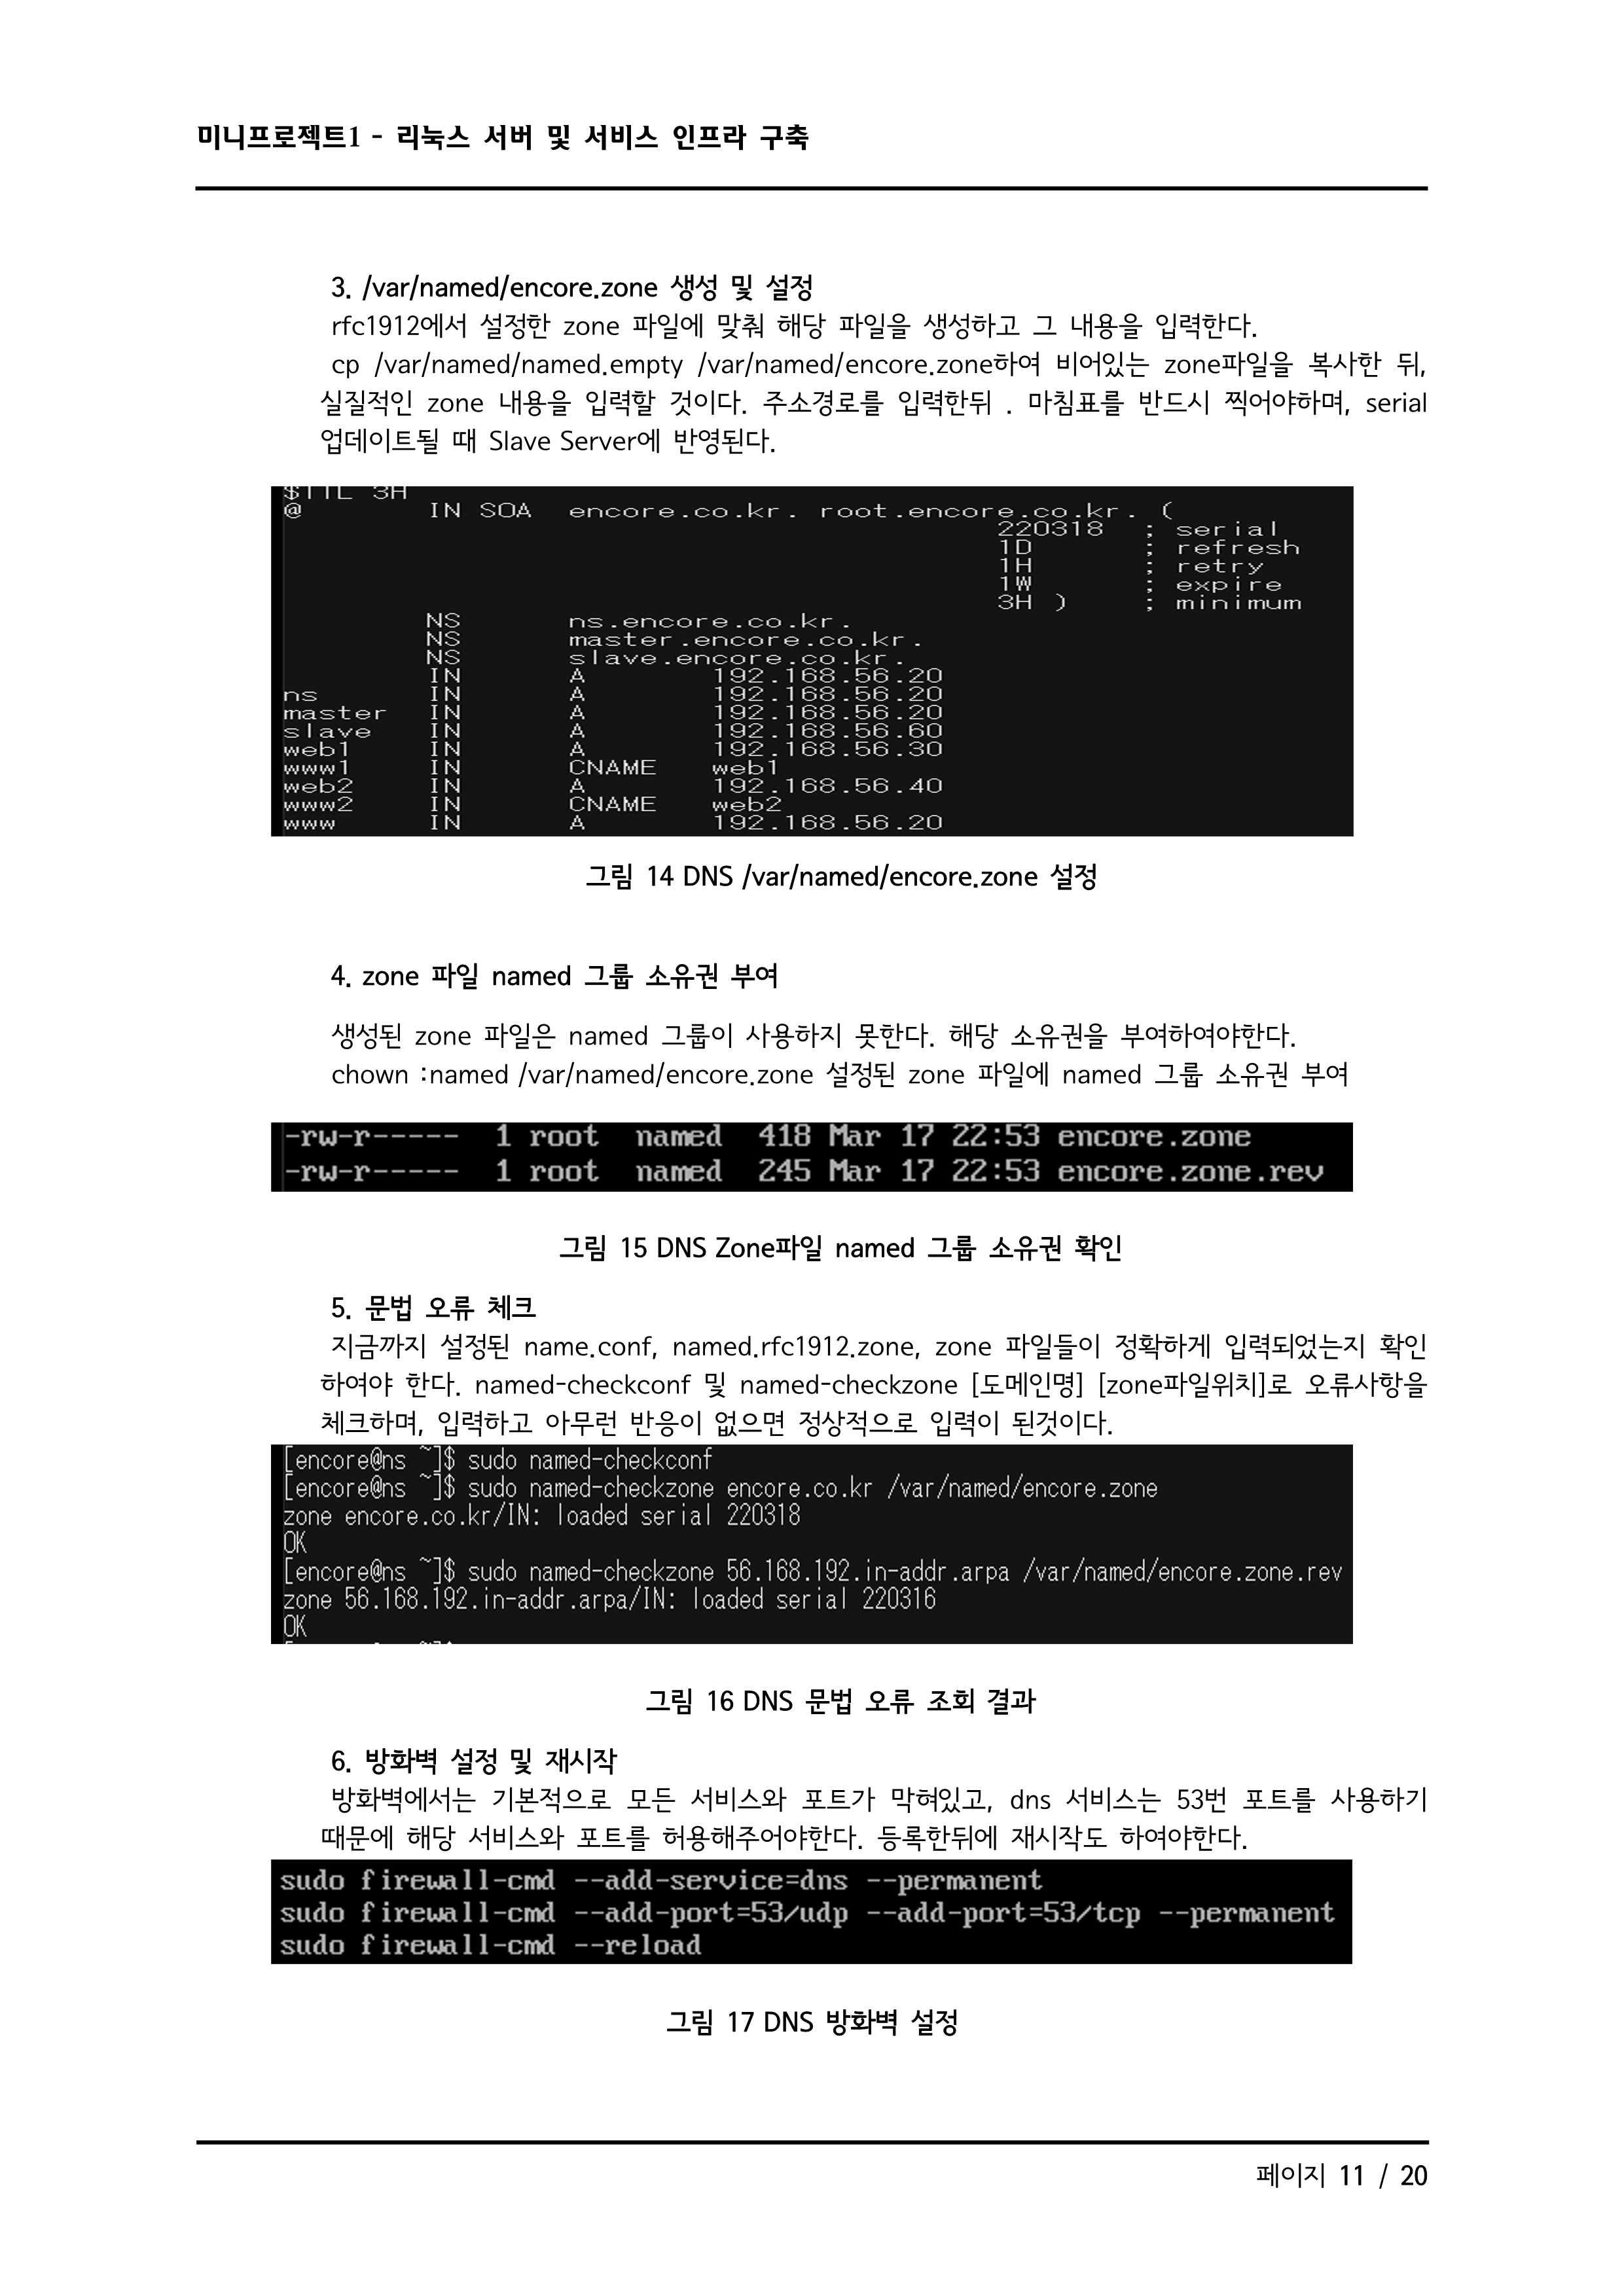 미니프로젝트1 - 리눅스 서버 및 서비스 인프라 구축
3. /var/named/encore.zone 생성 및 설정
rfc1912에서 설정한 zone 파일에 맞춰 해당 파일을 생성하고 그 내용을 입력한다.
cp /var/named/named.empty /var/named/encore.zone하여 비어있는 zone파일을 복사한 뒤,
실질적인 zone 내용을 입력할 것이다. 주소경로를 입력한뒤 . 마침표를 반드시 찍어야하며, serial
업데이트될 때 Slave Server에 반영된다.
$TTL 3H
@ IN SOA encore.co.kr. root.encore.co.kr. (
220318 ; serial
1D ; refresh
1H ; retry
1W ; expire
3H ) ; minimum
NS ns.encore.co.kr.
NS master.encore.co.kr.
NS slave.encore.co.kr.
IN A 192.168.56.20
ns IN A 192.168.56.20
master IN A 192.168.56.20
slave IN A 192.168.56.60
web1 IN A 192.168.56.30
www1 IN CNAME web1
web2 IN A 192.168.56.40
www2 IN CNAME web2
www IN A 192.168.56.20
그림 14 DNS /var/named/encore.zone 설정
4. zone 파일 named 그룹 소유권 부여
생성된 zone 파일은 named 그룹이 사용하지 못한다. 해당 소유권을 부여하여야한다.
chown :named /var/named/encore.zone 설정된 zone 파일에 named 그룹 소유권 부여
-rw-r----- 1 root named 418 Mar 17 22:53 encore.zone
-rw-r----- 1 root named 245 Mar 17 22:53 encore.zone.rev
그림 15 DNS Zone파일 named 그룹 소유권 확인
5. 문법 오류 체크
지금까지 설정된 name.conf, named.rfc1912.zone, zone 파일들이 정확하게 입력되었는지 확인
하여야 한다. named-checkconf 및 named-checkzone [도메인명] [zone파일위치]로 오류사항을
체크하며, 입력하고 아무런 반응이 없으면 정상적으로 입력이 된것이다.
[encore@ns ~]$ sudo named-checkconf
[encore@ns ~]$ sudo named-checkzone encore.co.kr /var/named/encore.zone
zone encore.co.kr/IN: loaded serial 220318
OK
[encore@ns ~]$ sudo named-checkzone 56.168.192.in-addr.arpa /var/named/encore.zone.rev
zone 56.168.192.in-addr.arpa/IN: loaded serial 220316
OK
그림 16 DNS 문법 오류 조회 결과
6. 방화벽 설정 및 재시작
방화벽에서는 기본적으로 모든 서비스와 포트가 막혀있고, dns 서비스는 53번 포트를 사용하기
때문에 해당 서비스와 포트를 허용해주어야한다. 등록한뒤에 재시작도 하여야한다.
sudo firewall-cmd --add-service=dns --permanent
sudo firewall-cmd --add-port=53/udp --add-port=53/tcp --permanent
sudo firewall-cmd --reload
그림 17 DNS 방화벽 설정
페이지 11 / 20